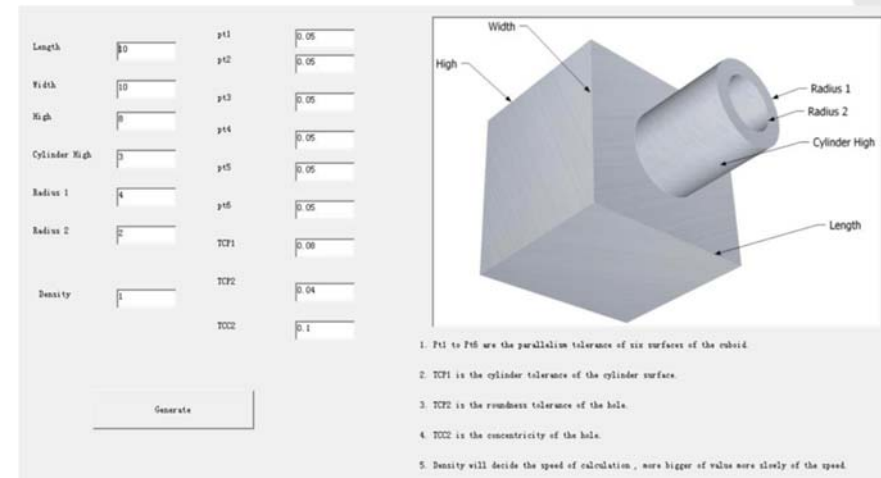 Length
10
pt1
0.05
pt2
0.05
Width
10
pt3
0.05
High
8
pt4
0.05
Cylinder High
3
pt5
0.05
Radius 1
4
pt6
0.05
Radius 2
2
TCP1
0.08
TCP2
0.04
Density
1
TCC2
0.1
Generate
Width
High
Radius 1
Radius 2
Cylinder High
Length
1. Pt1 to Pt6 are the parallelism tolerance of six surfaces of the cuboid.
2. TCP1 is the cylinder tolerance of the cylinder surface.
3. TCP2 is the roundness tolerance of the hole.
4. TCC2 is the concentricity of the hole.
5. Density will decide the speed of calculation , more bigger of value more slowly of the speed.